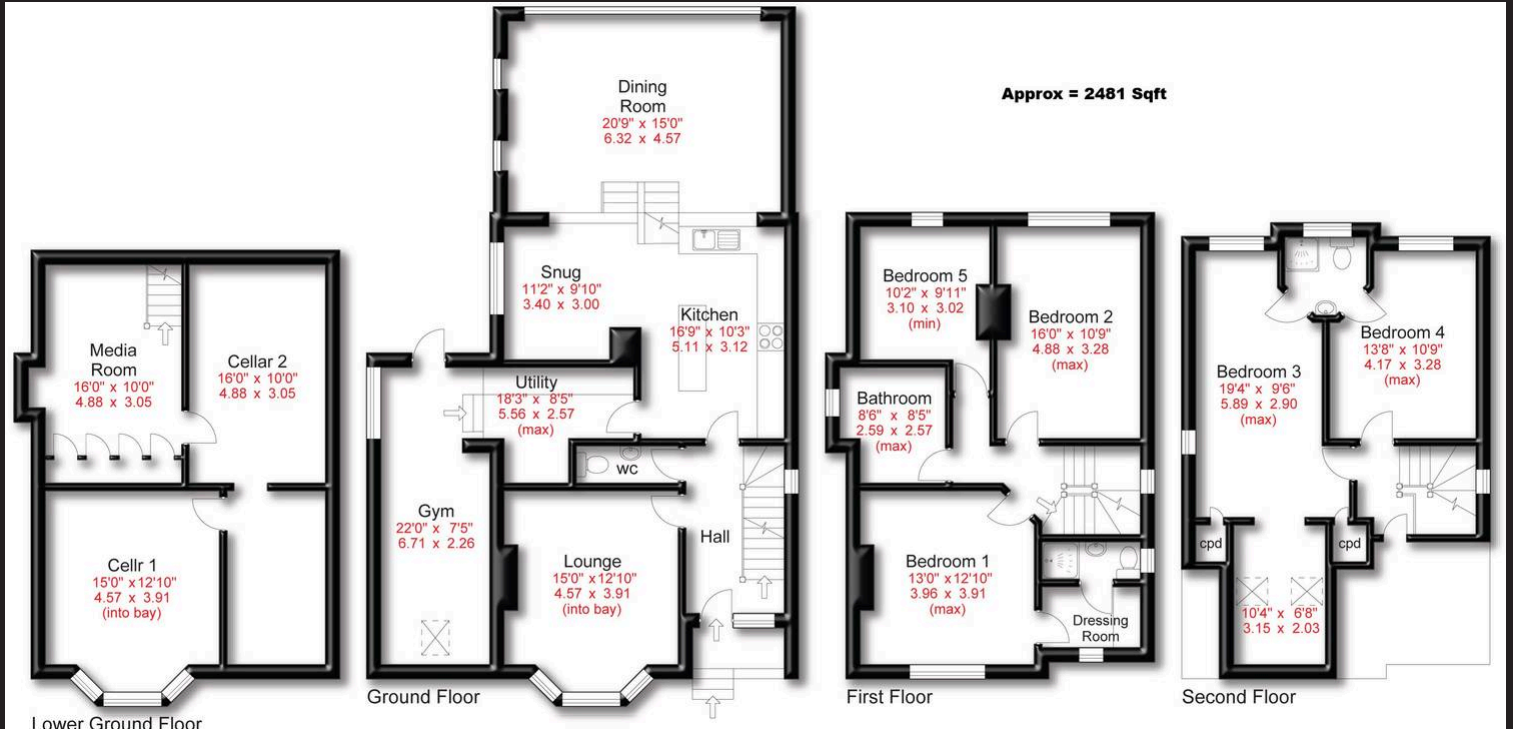 Approx = 2481 Sqft
Media
Room
16'0" x 10'0"
4.88 x 3.05
Cellar 2
16'0" x 10'0"
4.88 x 3.05
Cellr 1
15'0" x12'10"
4.57 x 3.91
(into bay)
Lower Ground Floor
Dining
Room
20'9" x 15'0"
6.32 x 4.57
Snug
11'2" x 9'10"
3.40 x 3.00
Kitchen
16'9" x 10'3"
5.11 x 3.12
Utility
18'3" x 8'5"
5.56 x 2.57
(max)
wc
Gym
22'0" x 7'5"
6.71 x 2.26
Lounge
15'0" x12'10"
4.57 x 3.91
(into bay)
Hall
Ground Floor
Bedroom 5
10'2" x 9'11"
3.10 x 3.02
(min)
Bedroom 2
16'0" x 10'9"
4.88 x 3.28
(max)
Bathroom
8'6" x 8'5"
2.59 x 2.57
(max)
Bedroom 1
13'0" x12'10"
3.96 x 3.91
(max)
Dressing
Room
First Floor
Bedroom 4
13'8" x 10'9"
4.17 x 3.28
(max)
Bedroom 3
19'4" x 9'6"
5.89 x 2.90
(max)
cpd
cpd
10'4" x 6'8"
3.15 x 2.03
Second Floor